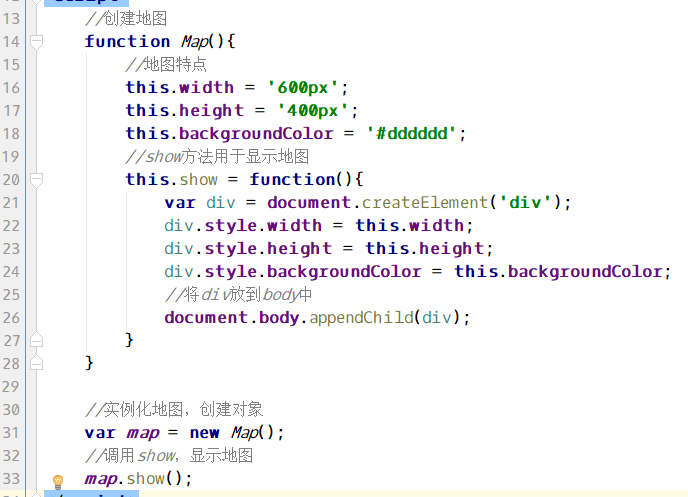 13 //创建地图
14 function Map(){
15 //地图特点
16 this.width = '600px';
17 this.height = '400px';
18 this.backgroundColor = '#dddddd';
19 //show方法用于显示地图
20 this.show = function(){
21 var div = document.createElement('div');
22 div.style.width = this.width;
23 div.style.height = this.height;
24 div.style.backgroundColor = this.backgroundColor;
25 //将div放到body中
26 document.body.appendChild(div);
27 }
28 }
29
30 //实例化地图，创建对象
31 var map = new Map();
32 //调用show，显示地图
33 map.show();